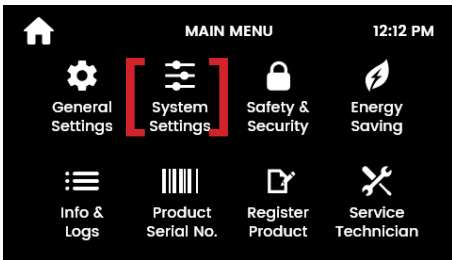 MAIN MENU 12:12 PM
General Settings
System Settings
Safety & Security
Energy Saving
Info & Logs
Product Serial No.
Register Product
Service Technician